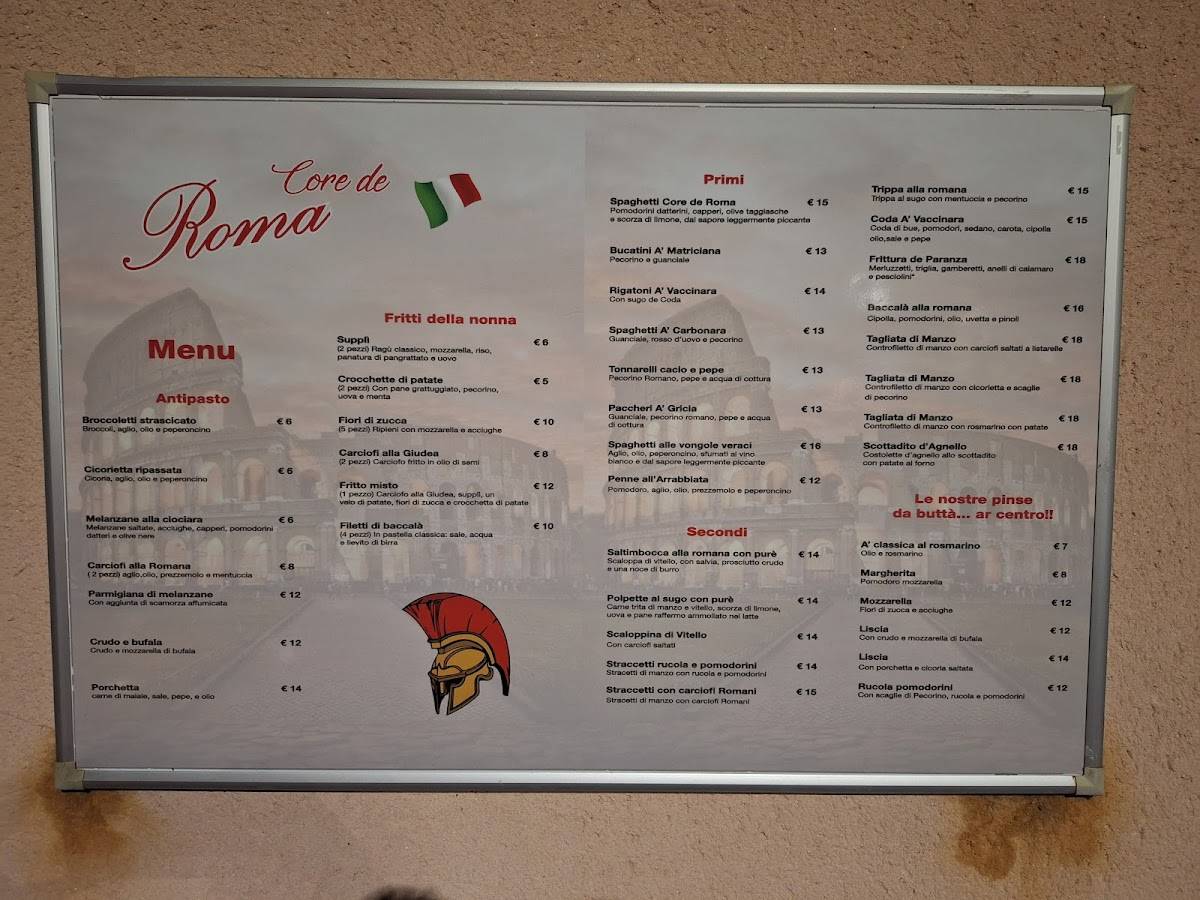 Core de
Roma
Menu
Antipasto
Broccoletti strascicato € 6
Broccoli, aglio, olio e peperoncino
Cicorietta ripassata € 6
Cicoria, aglio, olio e peperoncino
Melanzane alla ciociara € 6
Melanzane saltate, acciughe, capperi, pomodorini
datteri e olive nere
Carciofi alla Romana € 8
( 2 pezzi) aglio,olio, prezzemolo e mentuccia
Parmigiana di melanzane € 12
Con aggiunta di scamorza affumicata
Crudo e bufala € 12
Crudo e mozzarella di bufala
Porchetta € 14
carne di maiale, sale, pepe, e olio
Fritti della nonna
Supplì € 6
(2 pezzi) Ragù classico, mozzarella, riso,
panatura di pangrattato e uovo
Crocchette di patate € 5
(2 pezzi) Con pane grattuggiato, pecorino,
uova e menta
Fiori di zucca € 10
(5 pezzi) Ripieni con mozzarella e acciughe
Carciofi alla Giudea € 8
(2 pezzi) Carciofo fritto in olio di semi
Fritto misto € 12
(1 pezzo) Carciofo alla Giudea, supplì, un
velo di patate, fiori di zucca e crocchetta di patate
Filetti di baccalà € 10
(4 pezzi) In pastella classica: sale, acqua
e lievito di birra
Primi
Spaghetti Core de Roma € 15
Pomodorini datterini, capperi, olive taggiasche
e scorza di limone, dal sapore leggermente piccante
Bucatini A' Matriciana € 13
Pecorino e guanciale
Rigatoni A' Vaccinara € 14
Con sugo de Coda
Spaghetti A' Carbonara € 13
Guanciale, rosso d'uovo e pecorino
Tonnarelli cacio e pepe € 13
Pecorino Romano, pepe e acqua di cottura
Paccheri A' Gricia € 13
Guanciale, pecorino romano, pepe e acqua
di cottura
Spaghetti alle vongole veraci € 16
Aglio, olio, peperoncino, sfumati al vino
bianco e dal sapore leggermente piccante
Penne all'Arrabbiata € 12
Pomodoro, aglio, olio, prezzemolo e peperoncino
Secondi
Saltimbocca alla romana con purè € 14
Scaloppa di vitello, con salvia, prosciutto crudo
e una noce di burro
Polpette al sugo con purè € 14
Carne trita di manzo e vitello, scorza di limone,
uova e pane raffermo ammollato nel latte
Scaloppina di Vitello € 14
Con carciofi saltati
Straccetti rucola e pomodorini € 14
Stracetti di manzo con rucola e pomodorini
Straccetti con carciofi Romani € 15
Stracetti di manzo con carciofi Romani
Trippa alla romana € 15
Trippa al sugo con mentuccia e pecorino
Coda A' Vaccinara € 15
Coda di bue, pomodori, sedano, carota, cipolla
olio,sale e pepe
Frittura de Paranza € 18
Merluzzetti, triglia, gamberetti, anelli di calamaro
e pesciolini*
Baccalà alla romana € 16
Cipolla, pomodorini, olio, uvetta e pinoli
Tagliata di Manzo € 18
Controfiletto di manzo con carciofi saltati a listarelle
Tagliata di Manzo € 18
Controfiletto di manzo con cicorietta e scaglie
di pecorino
Tagliata di Manzo € 18
Controfiletto di manzo con rosmarino con patate
Scottadito d'Agnello € 18
Costolette d'agnello allo scottadito
con patate al forno
Le nostre pinse
da buttà... ar centro!!
A' classica al rosmarino € 7
Olio e rosmarino
Margherita € 8
Pomodoro mozzarella
Mozzarella € 12
Fiori di zucca e acciughe
Liscia € 12
Con crudo e mozzarella di bufala
Liscia € 14
Con porchetta e cicoria saltata
Rucola pomodorini € 12
Con scaglie di Pecorino, rucola e pomodorini